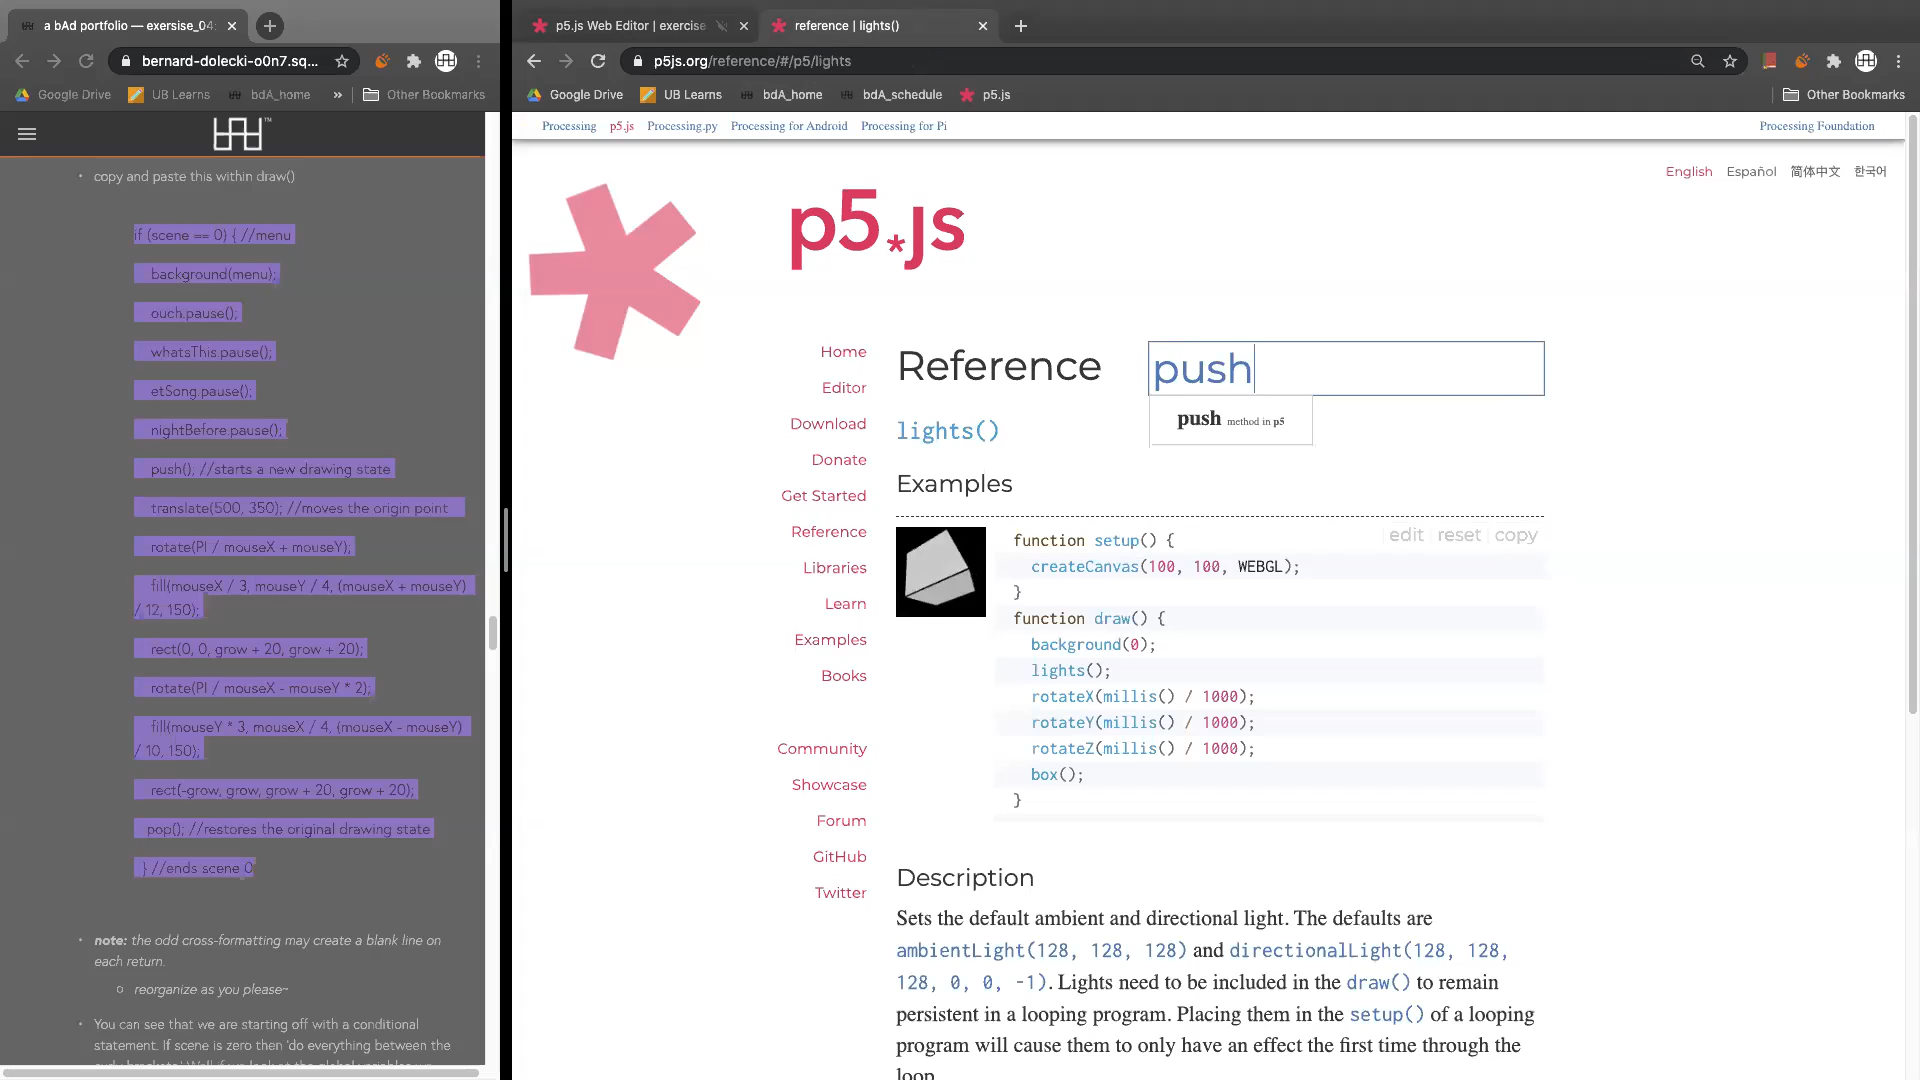 a bAd portfolio — exersise_04:
bernard-dolecki-o0n7.sq...
Google Drive
UB Learns
bdA_home
»
Other Bookmarks
copy and paste this within draw()
if (scene == 0) { //menu
background(menu);
ouch.pause();
whatsThis.pause();
etSong.pause();
nightBefore.pause();
push(); //starts a new drawing state
translate(500, 350); //moves the origin point
rotate(PI / mouseX + mouseY);
fill(mouseX / 3, mouseY / 4, (mouseX + mouseY)
/ 12, 150);
rect(0, 0, grow + 20, grow + 20);
rotate(PI / mouseX - mouseY * 2);
fill(mouseY * 3, mouseX / 4, (mouseX - mouseY)
/ 10, 150);
rect(-grow, grow, grow + 20, grow + 20);
pop(); //restores the original drawing state
} //ends scene 0
note: the odd cross-formatting may create a blank line on
each return.
reorganize as you please~
You can see that we are starting off with a conditional
statement. If scene is zero then 'do everything between the
p5.js Web Editor | exercise
reference | lights()
p5js.org/reference/#/p5/lights
Google Drive
UB Learns
bdA_home
bdA_schedule
p5.js
Other Bookmarks
Processing
p5.js
Processing.py
Processing for Android
Processing for Pi
Processing Foundation
English
Español
简体中文
한국어
p5.js
Home
Editor
Download
Donate
Get Started
Reference
Libraries
Learn
Examples
Books
Community
Showcase
Forum
GitHub
Twitter
Reference
push
push method in p5
lights()
Examples
edit
reset
copy
function setup() {
createCanvas(100, 100, WEBGL);
}
function draw() {
background(0);
lights();
rotateX(millis() / 1000);
rotateY(millis() / 1000);
rotateZ(millis() / 1000);
box();
}
Description
Sets the default ambient and directional light. The defaults are
ambientLight(128, 128, 128) and directionalLight(128, 128,
128, 0, 0, -1). Lights need to be included in the draw() to remain
persistent in a looping program. Placing them in the setup() of a looping
program will cause them to only have an effect the first time through the
loop.